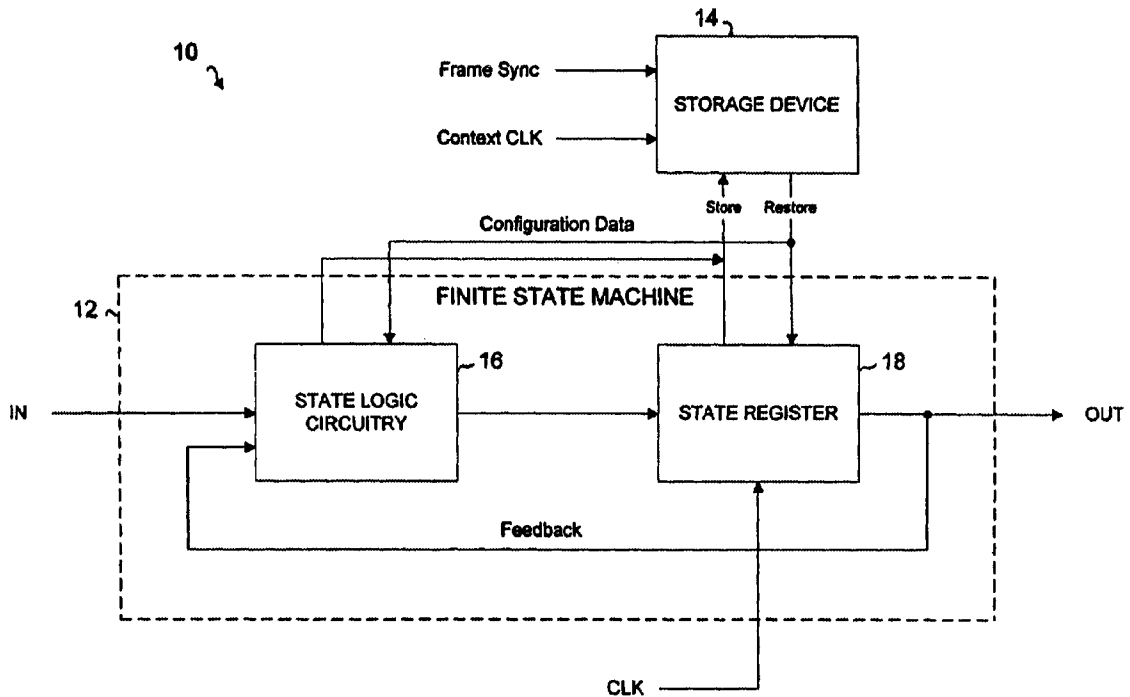 14
10
Frame Sync
STORAGE DEVICE
Context CLK
Store
Restore
Configuration Data
FINITE STATE MACHINE
12
16
18
STATE LOGIC
CIRCUITRY
STATE REGISTER
IN
OUT
Feedback
CLK